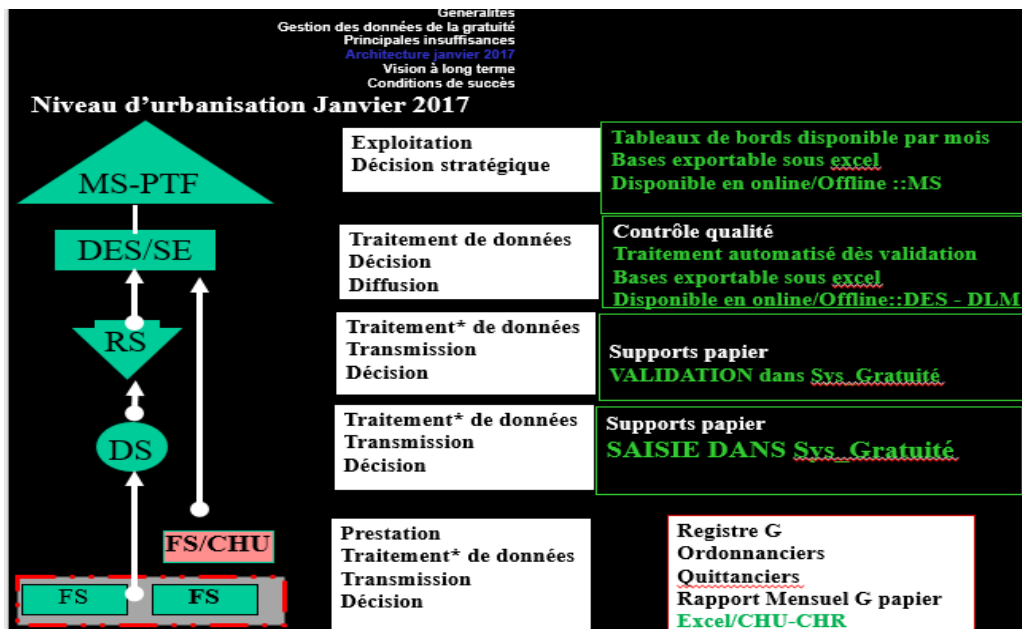 Généralités
Gestion des données de la gratuité
Principales insuffisances
Architecture janvier 2017
Vision à long terme
Conditions de succès
Niveau d’urbanisation Janvier 2017
MS-PTF
Exploitation
Décision stratégique
Tableaux de bords disponible par mois
Bases exportable sous excel
Disponible en online/Offline ::MS
DES/SE
Traitement de données
Décision
Diffusion
Contrôle qualité
Traitement automatisé dès validation
Bases exportable sous excel
Disponible en online/Offline::DES - DLM
RS
Traitement* de données
Transmission
Décision
Supports papier
VALIDATION dans Sys_Gratuité
DS
Traitement* de données
Transmission
Décision
Supports papier
SAISIE DANS Sys_Gratuité
FS/CHU
FS
FS
Prestation
Traitement* de données
Transmission
Décision
Registre G
Ordonnanciers
Quittanciers
Rapport Mensuel G papier
Excel/CHU-CHR